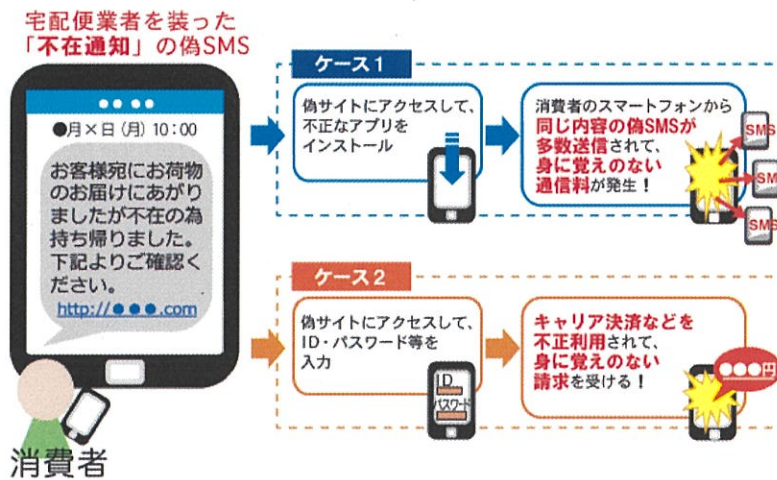 宅配便業者を装った
「不在通知」の偽SMS
●月×日(月) 10:00
お客様宛にお荷物
のお届けにあがり
ましたが不在の為
持ち帰りました。
下記よりご確認く
ださい。
http://●●●.com
消費者
ケース1
偽サイトにアクセスして、
不正なアプリを
インストール
消費者のスマートフォンから
同じ内容の偽SMSが
多数送信されて、
身に覚えのない
通信料が発生!
SMS
SM
SMS
ケース2
偽サイトにアクセスして、
ID・パスワード等を
入力
ID
パスワード
キャリア決済などを
不正利用されて、
身に覚えのない
請求を受ける!
●●●円